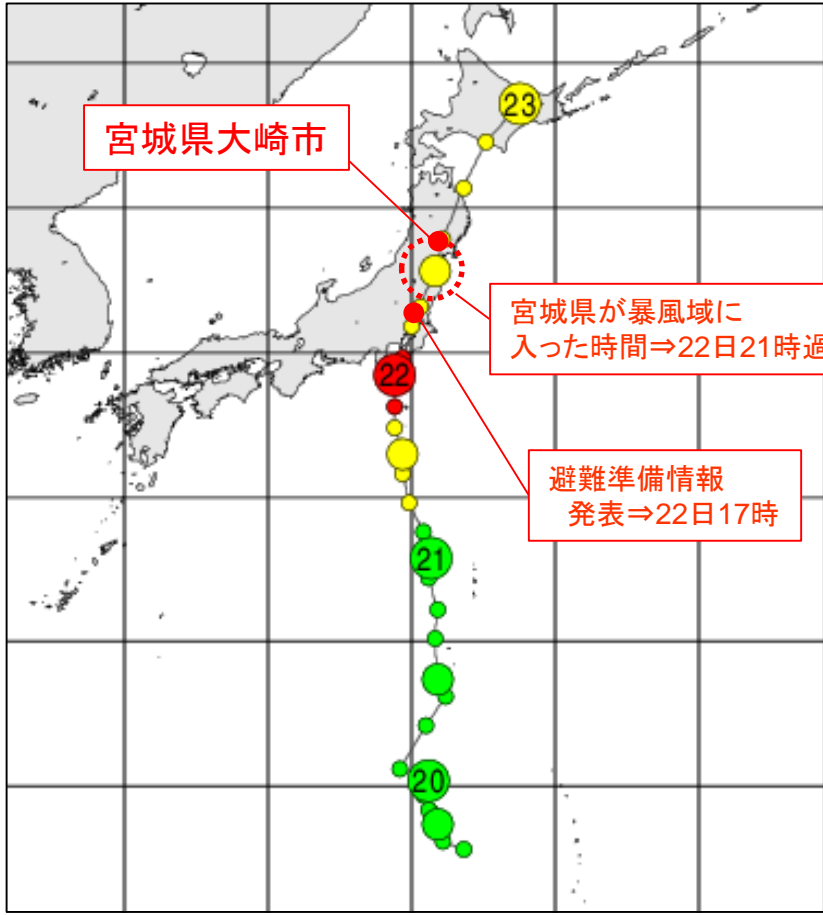 23
宮城県大崎市
宮城県が暴風域に
入った時間⇒22日21時過
22
避難準備情報
発表⇒22日17時
21
20